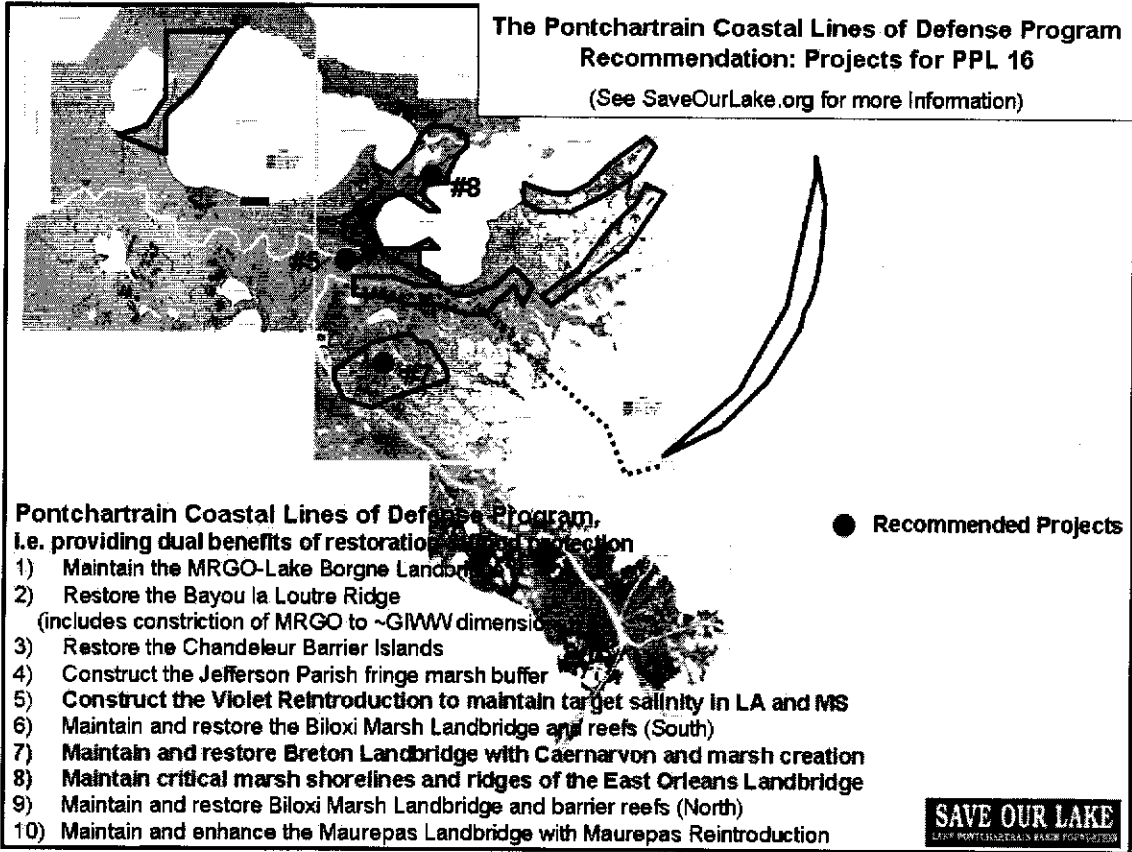 The Pontchartrain Coastal Lines of Defense Program
Recommendation: Projects for PPL 16
(See SaveOurLake.org for more Information)
#8
#5
#7
Recommended Projects
Pontchartrain Coastal Lines of Defense Program,
i.e. providing dual benefits of restoration protection
1) Maintain the MRGO-Lake Borgne Landbridge
2) Restore the Bayou la Loutre Ridge
(includes constriction of MRGO to ~GIWW dimensio
3) Restore the Chandeleur Barrier Islands
4) Construct the Jefferson Parish fringe marsh buffer
5) Construct the Violet Reintroduction to maintain target salinity in LA and MS
6) Maintain and restore the Biloxi Marsh Landbridge and reefs (South)
7) Maintain and restore Breton Landbridge with Caernarvon and marsh creation
8) Maintain critical marsh shorelines and ridges of the East Orleans Landbridge
9) Maintain and restore Biloxi Marsh Landbridge and barrier reefs (North)
10) Maintain and enhance the Maurepas Landbridge with Maurepas Reintroduction
SAVE OUR LAKE
LAKE PONTCHARTRAIN BASIN FOUNDATION